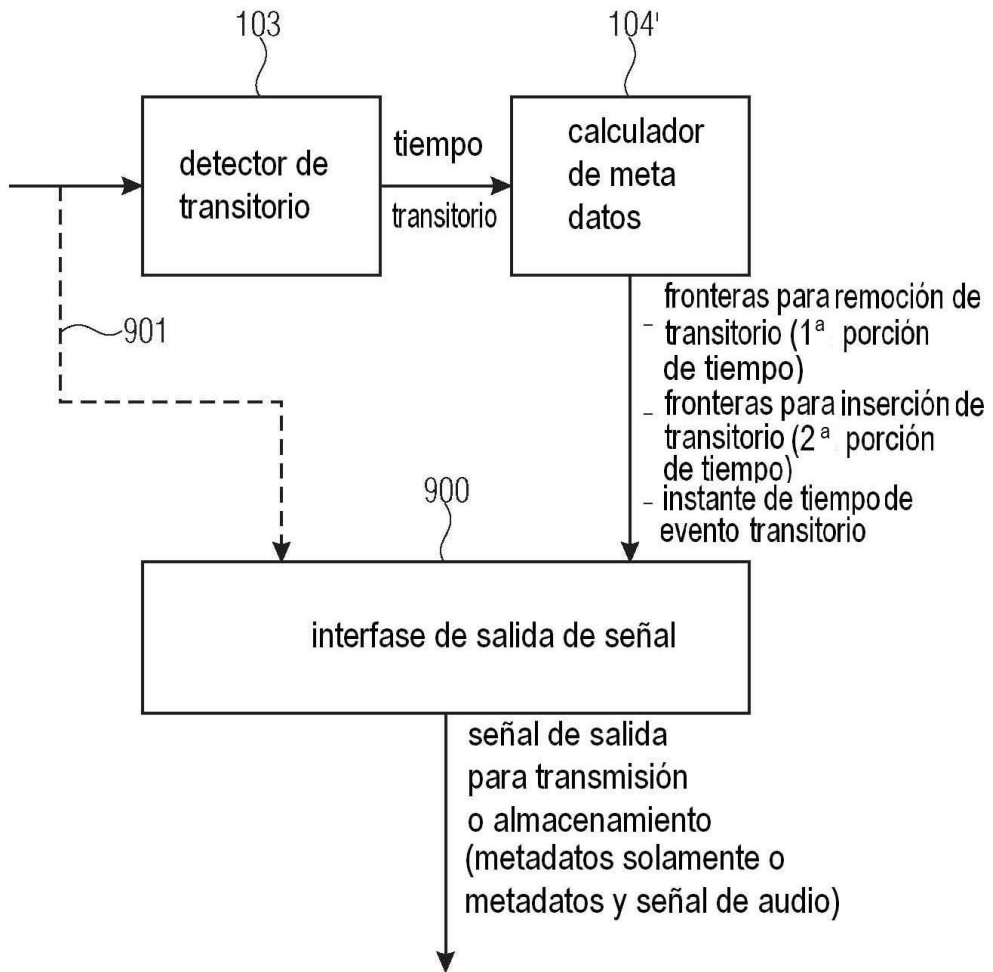 103
104'
detector de
transitorio
tiempo
transitorio
calculador
de meta
datos
901
fronteras para remoción de
- transitorio (1ª porción
de tiempo)
- fronteras para inserción de
transitorio (2ª porción
de tiempo)
- instante de tiempo de
evento transitorio
900
interfase de salida de señal
señal de salida
para transmisión
o almacenamiento
(metadatos solamente o
metadatos y señal de audio)